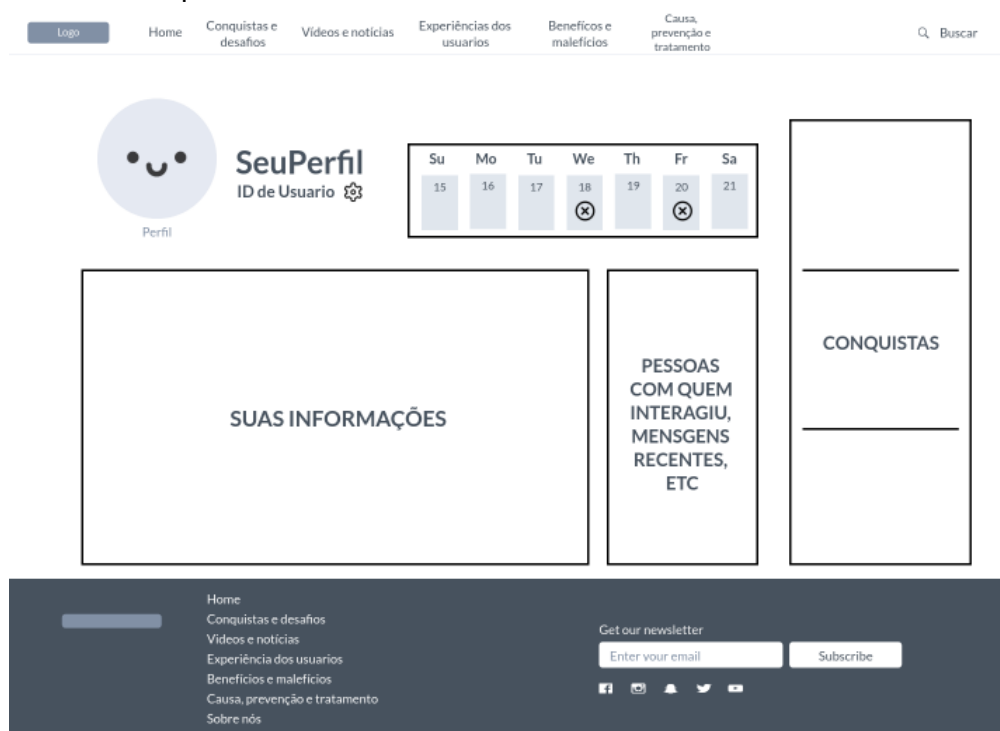 Logo
Home
Conquistas e
desafios
Vídeos e notícias
Experiências dos
usuarios
Benefícos e
malefícios
Causa,
prevenção e
tratamento
Buscar
SeuPerfil
ID de Usuario
Perfil
Su Mo Tu We Th Fr Sa
15 16 17 18 19 20 21
SUAS INFORMAÇÕES
PESSOAS
COM QUEM
INTERAGIU,
MENSGENS
RECENTES,
ETC
CONQUISTAS
Home
Conquistas e desafios
Videos e notícias
Experiência dos usuarios
Benefícios e malefícios
Causa, prevenção e tratamento
Sobre nós
Get our newsletter
Enter your email
Subscribe